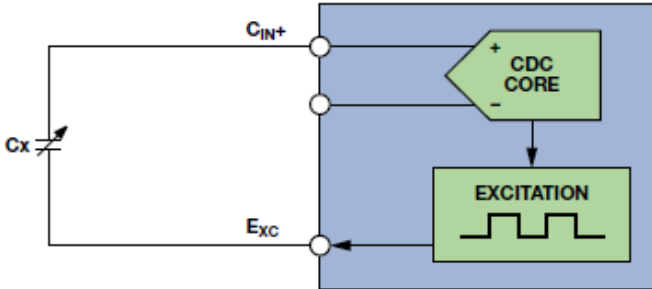 CIN+
+
CDC
CORE
−
Cx
EXCITATION
EXC